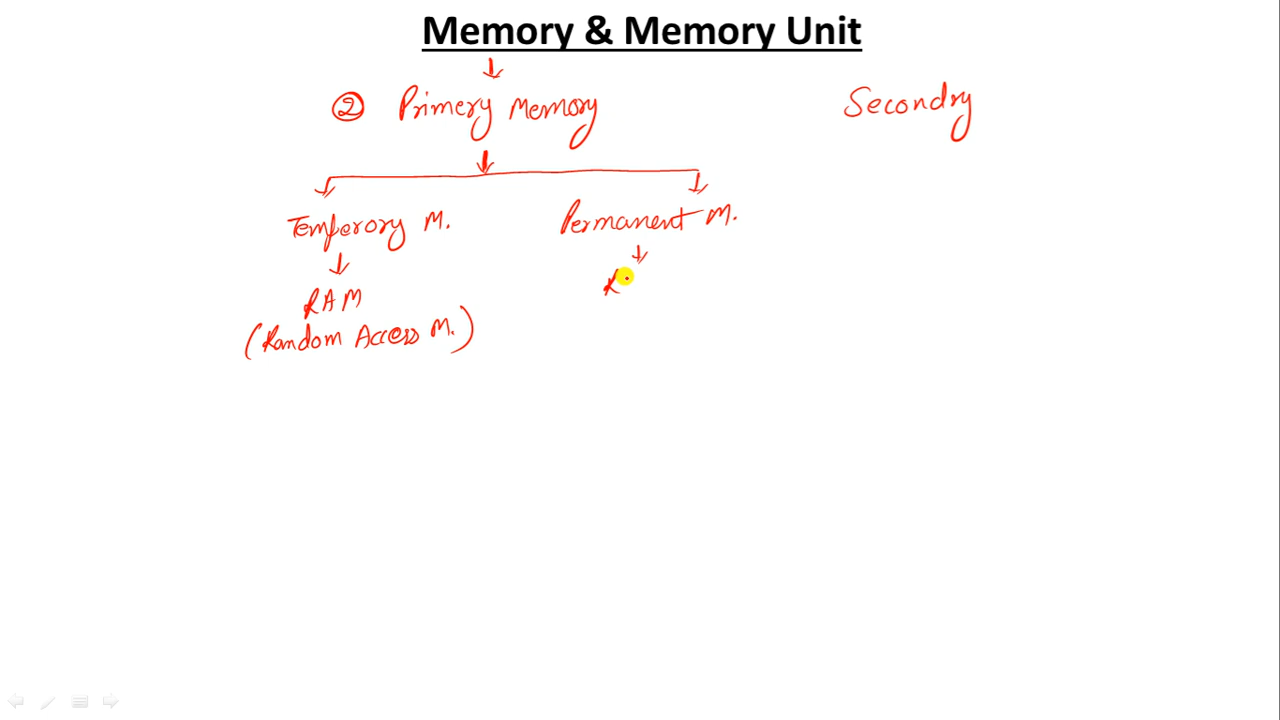 Memory & Memory Unit
② Primery Memory Secondry
Temperory M. Permanent M.
RAM R
(Random Access M.)